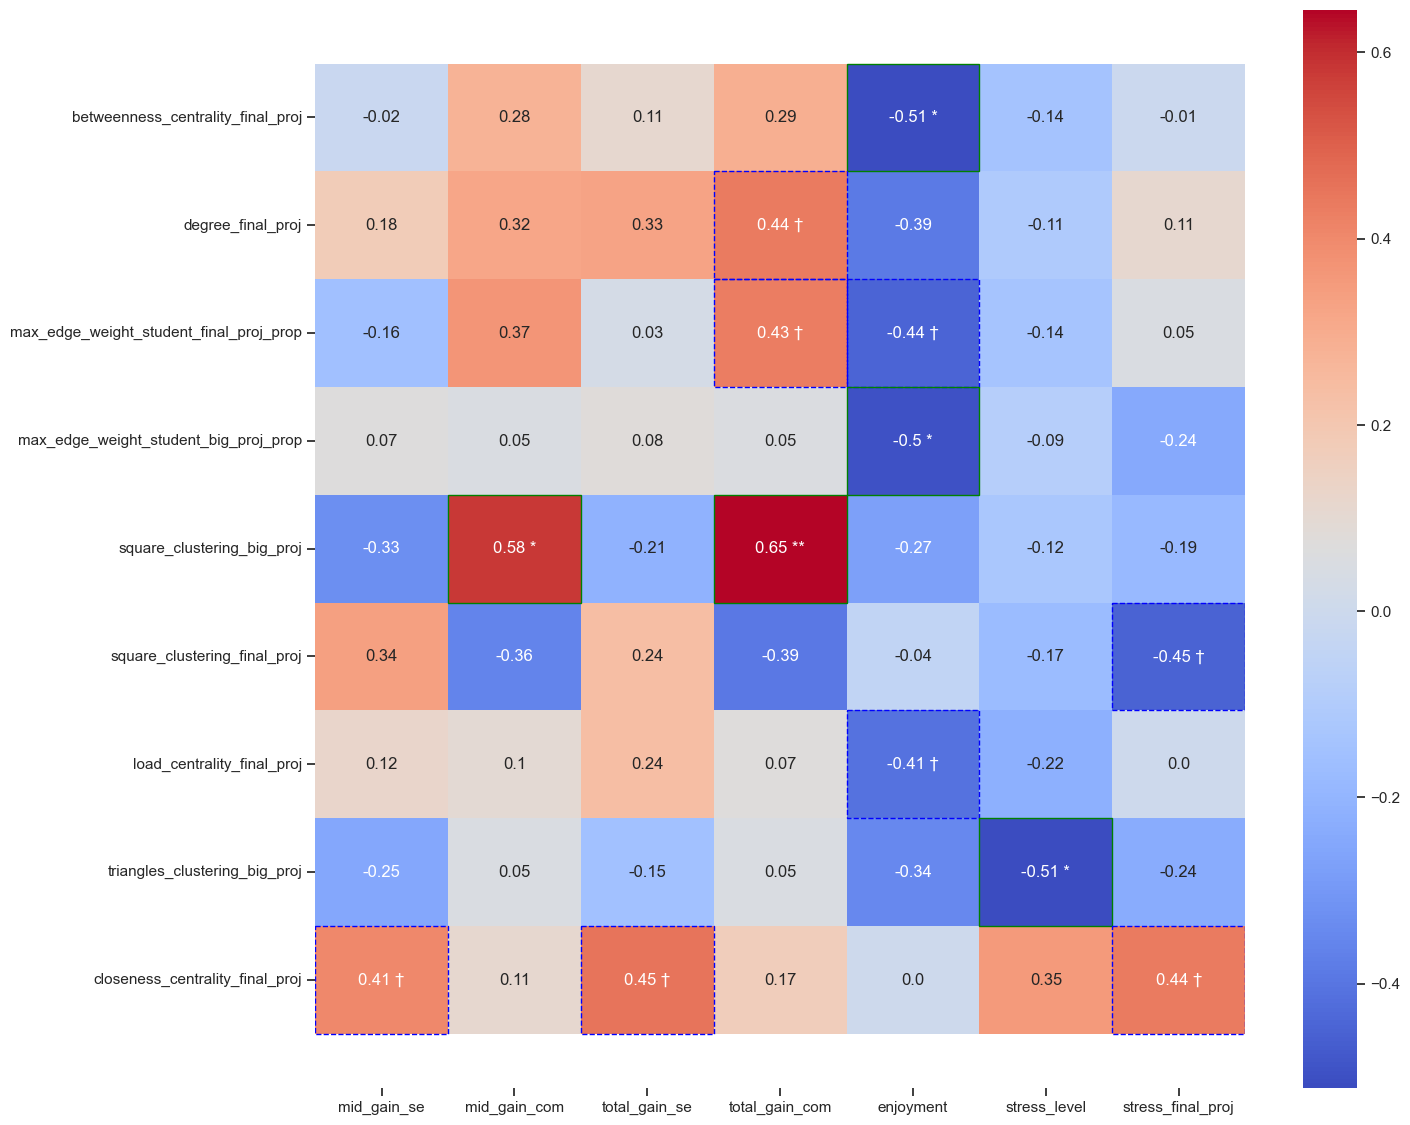 betweenness_centrality_final_proj -0.02 0.28 0.11 0.29 -0.51 * -0.14 -0.01
degree_final_proj 0.18 0.32 0.33 0.44 † -0.39 -0.11 0.11
max_edge_weight_student_final_proj_prop -0.16 0.37 0.03 0.43 † -0.44 † -0.14 0.05
max_edge_weight_student_big_proj_prop 0.07 0.05 0.08 0.05 -0.5 * -0.09 -0.24
square_clustering_big_proj -0.33 0.58 * -0.21 0.65 ** -0.27 -0.12 -0.19
square_clustering_final_proj 0.34 -0.36 0.24 -0.39 -0.04 -0.17 -0.45 †
load_centrality_final_proj 0.12 0.1 0.24 0.07 -0.41 † -0.22 0.0
triangles_clustering_big_proj -0.25 0.05 -0.15 0.05 -0.34 -0.51 * -0.24
closeness_centrality_final_proj 0.41 † 0.11 0.45 † 0.17 0.0 0.35 0.44 †
mid_gain_se mid_gain_com total_gain_se total_gain_com enjoyment stress_level stress_final_proj
0.6
0.4
0.2
0.0
−0.2
−0.4